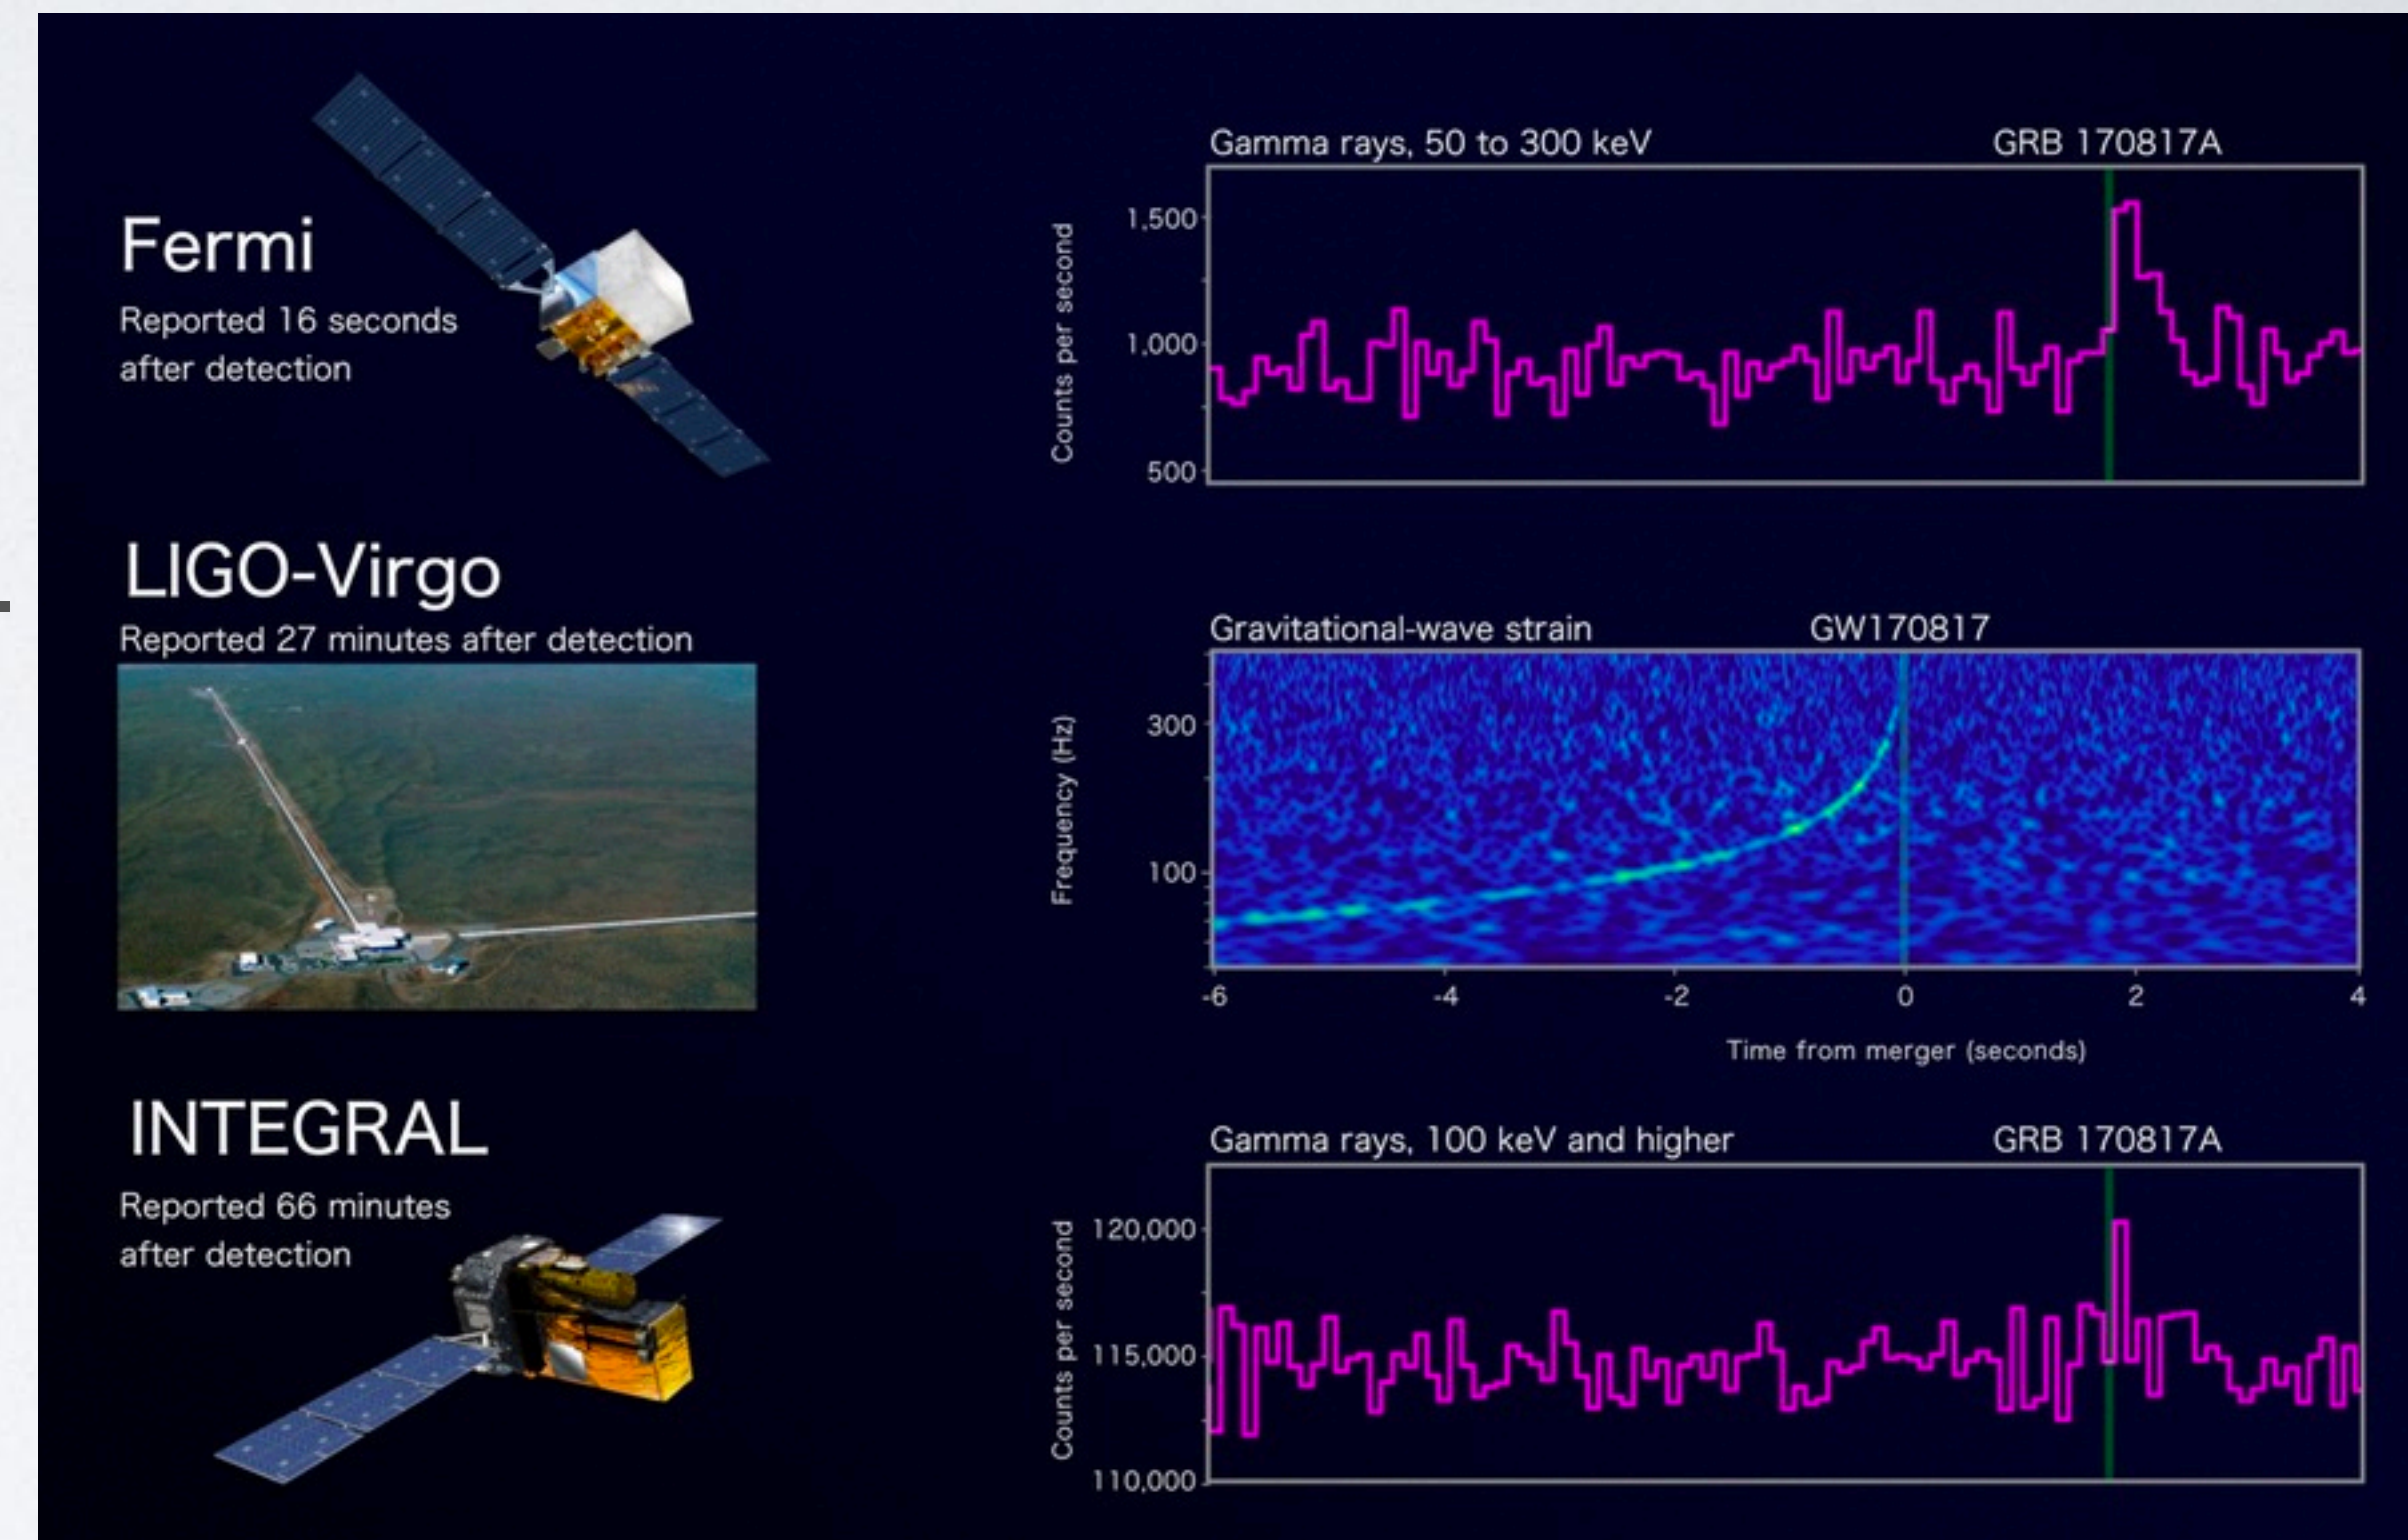 Fermi
Reported 16 seconds
after detection
Gamma rays, 50 to 300 keV
GRB 170817A
Counts per second
1,500
1,000
500
LIGO-Virgo
Reported 27 minutes after detection
Gravitational-wave strain
GW170817
Frequency (Hz)
300
100
-6
-4
-2
0
2
4
Time from merger (seconds)
INTEGRAL
Reported 66 minutes
after detection
Gamma rays, 100 keV and higher
GRB 170817A
Counts per second
120,000
115,000
110,000